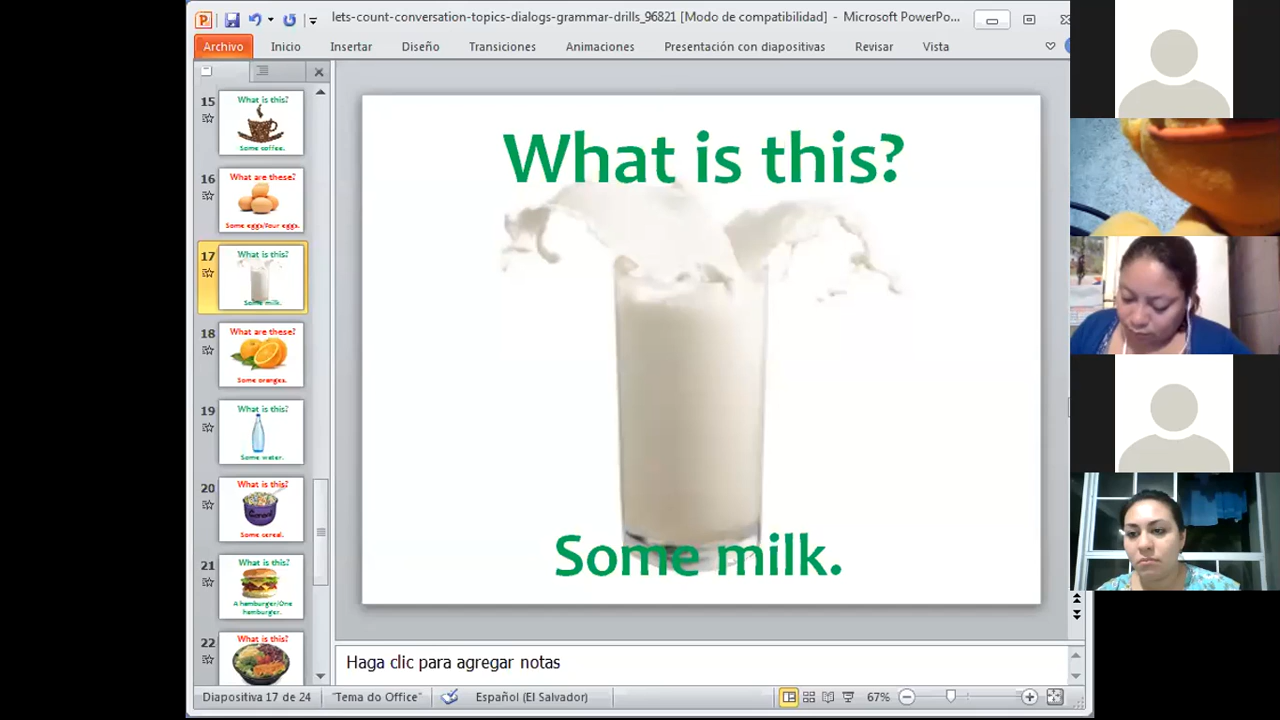 lets-count-conversation-topics-dialogs-grammar-drills_96821 [Modo de compatibilidad] - Microsoft PowerPo...
Archivo Inicio Insertar Diseño Transiciones Animaciones Presentación con diapositivas Revisar Vista
15
What is this?
Some coffee.
16
What are these?
Some eggs/Four eggs.
17
What is this?
Some milk.
18
What are these?
Some oranges.
19
What is this?
Some water.
20
What is this?
Cereal
Some cereal.
21
What is this?
A hamburger/One
hamburger.
22
What is this?
What is this?
Some milk.
Haga clic para agregar notas
Diapositiva 17 de 24 "Tema de Office" Español (El Salvador) 67%